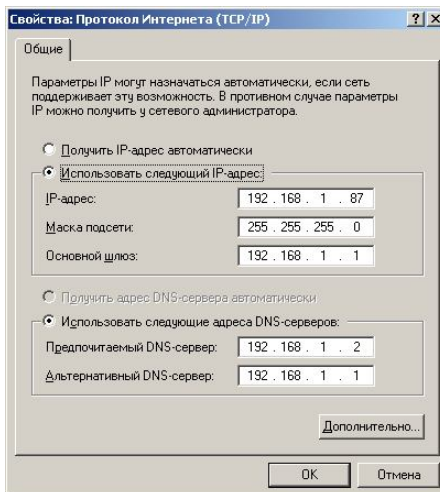 Свойства: Протокол Интернета (TCP/IP)
Общие
Параметры IP могут назначаться автоматически, если сеть
поддерживает эту возможность. В противном случае параметры
IP можно получить у сетевого администратора.
Получить IP-адрес автоматически
Использовать следующий IP-адрес:
IP-адрес: 192 . 168 . 1 . 87
Маска подсети: 255 . 255 . 255 . 0
Основной шлюз: 192 . 168 . 1 . 1
Получить адрес DNS-сервера автоматически
Использовать следующие адреса DNS-серверов:
Предпочитаемый DNS-сервер: 192 . 168 . 1 . 2
Альтернативный DNS-сервер: 192 . 168 . 1 . 1
Дополнительно...
OK Отмена